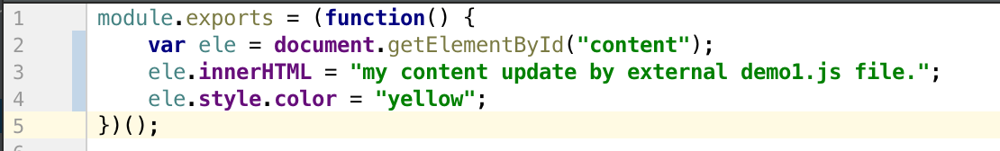 1 module.exports = (function() {
2     var ele = document.getElementById("content");
3     ele.innerHTML = "my content update by external demo1.js file.";
4     ele.style.color = "yellow";
5 })();